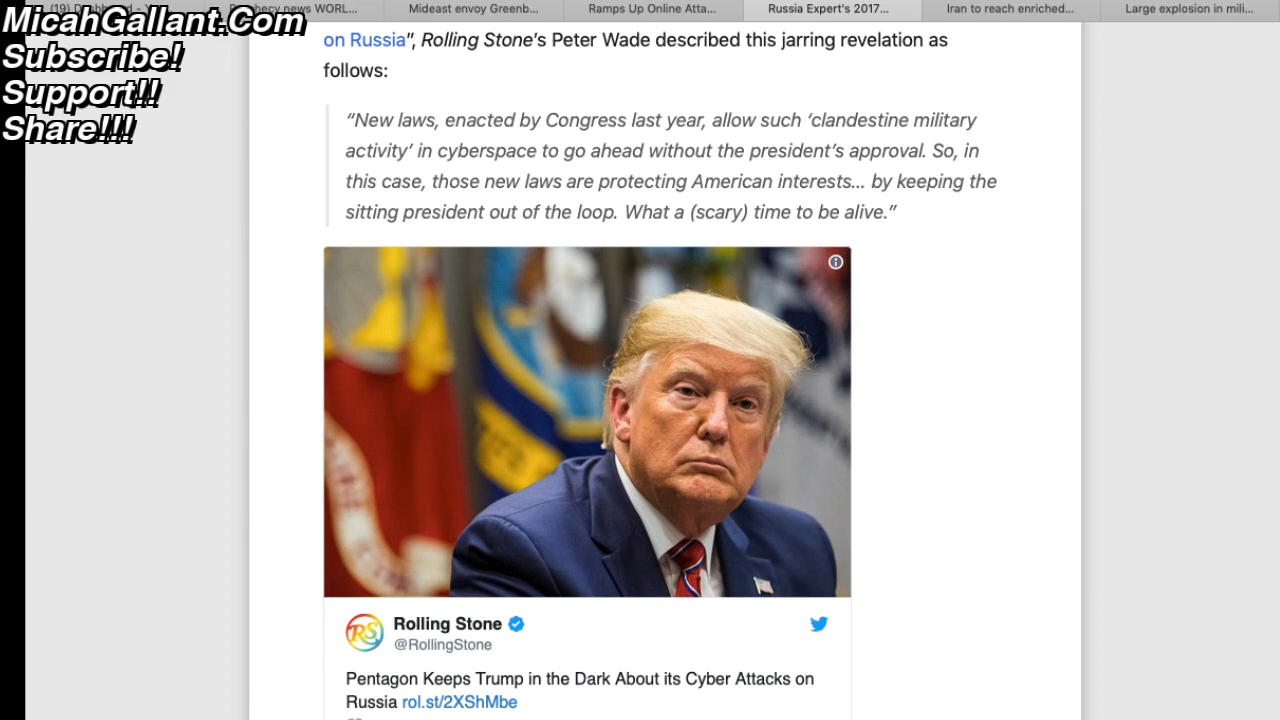 (19) Dashboard - Y...
Prophecy news WORL...
Mideast envoy Greenb...
Ramps Up Online Atta...
Russia Expert's 2017...
Iran to reach enriched...
Large explosion in mili...
MicahGallant.Com
Subscribe!
Support!!
Share!!!
on Russia", Rolling Stone's Peter Wade described this jarring revelation as
follows:
“New laws, enacted by Congress last year, allow such ‘clandestine military
activity’ in cyberspace to go ahead without the president’s approval. So, in
this case, those new laws are protecting American interests… by keeping the
sitting president out of the loop. What a (scary) time to be alive.”
Rolling Stone
@RollingStone
Pentagon Keeps Trump in the Dark About its Cyber Attacks on
Russia rol.st/2XShMbe